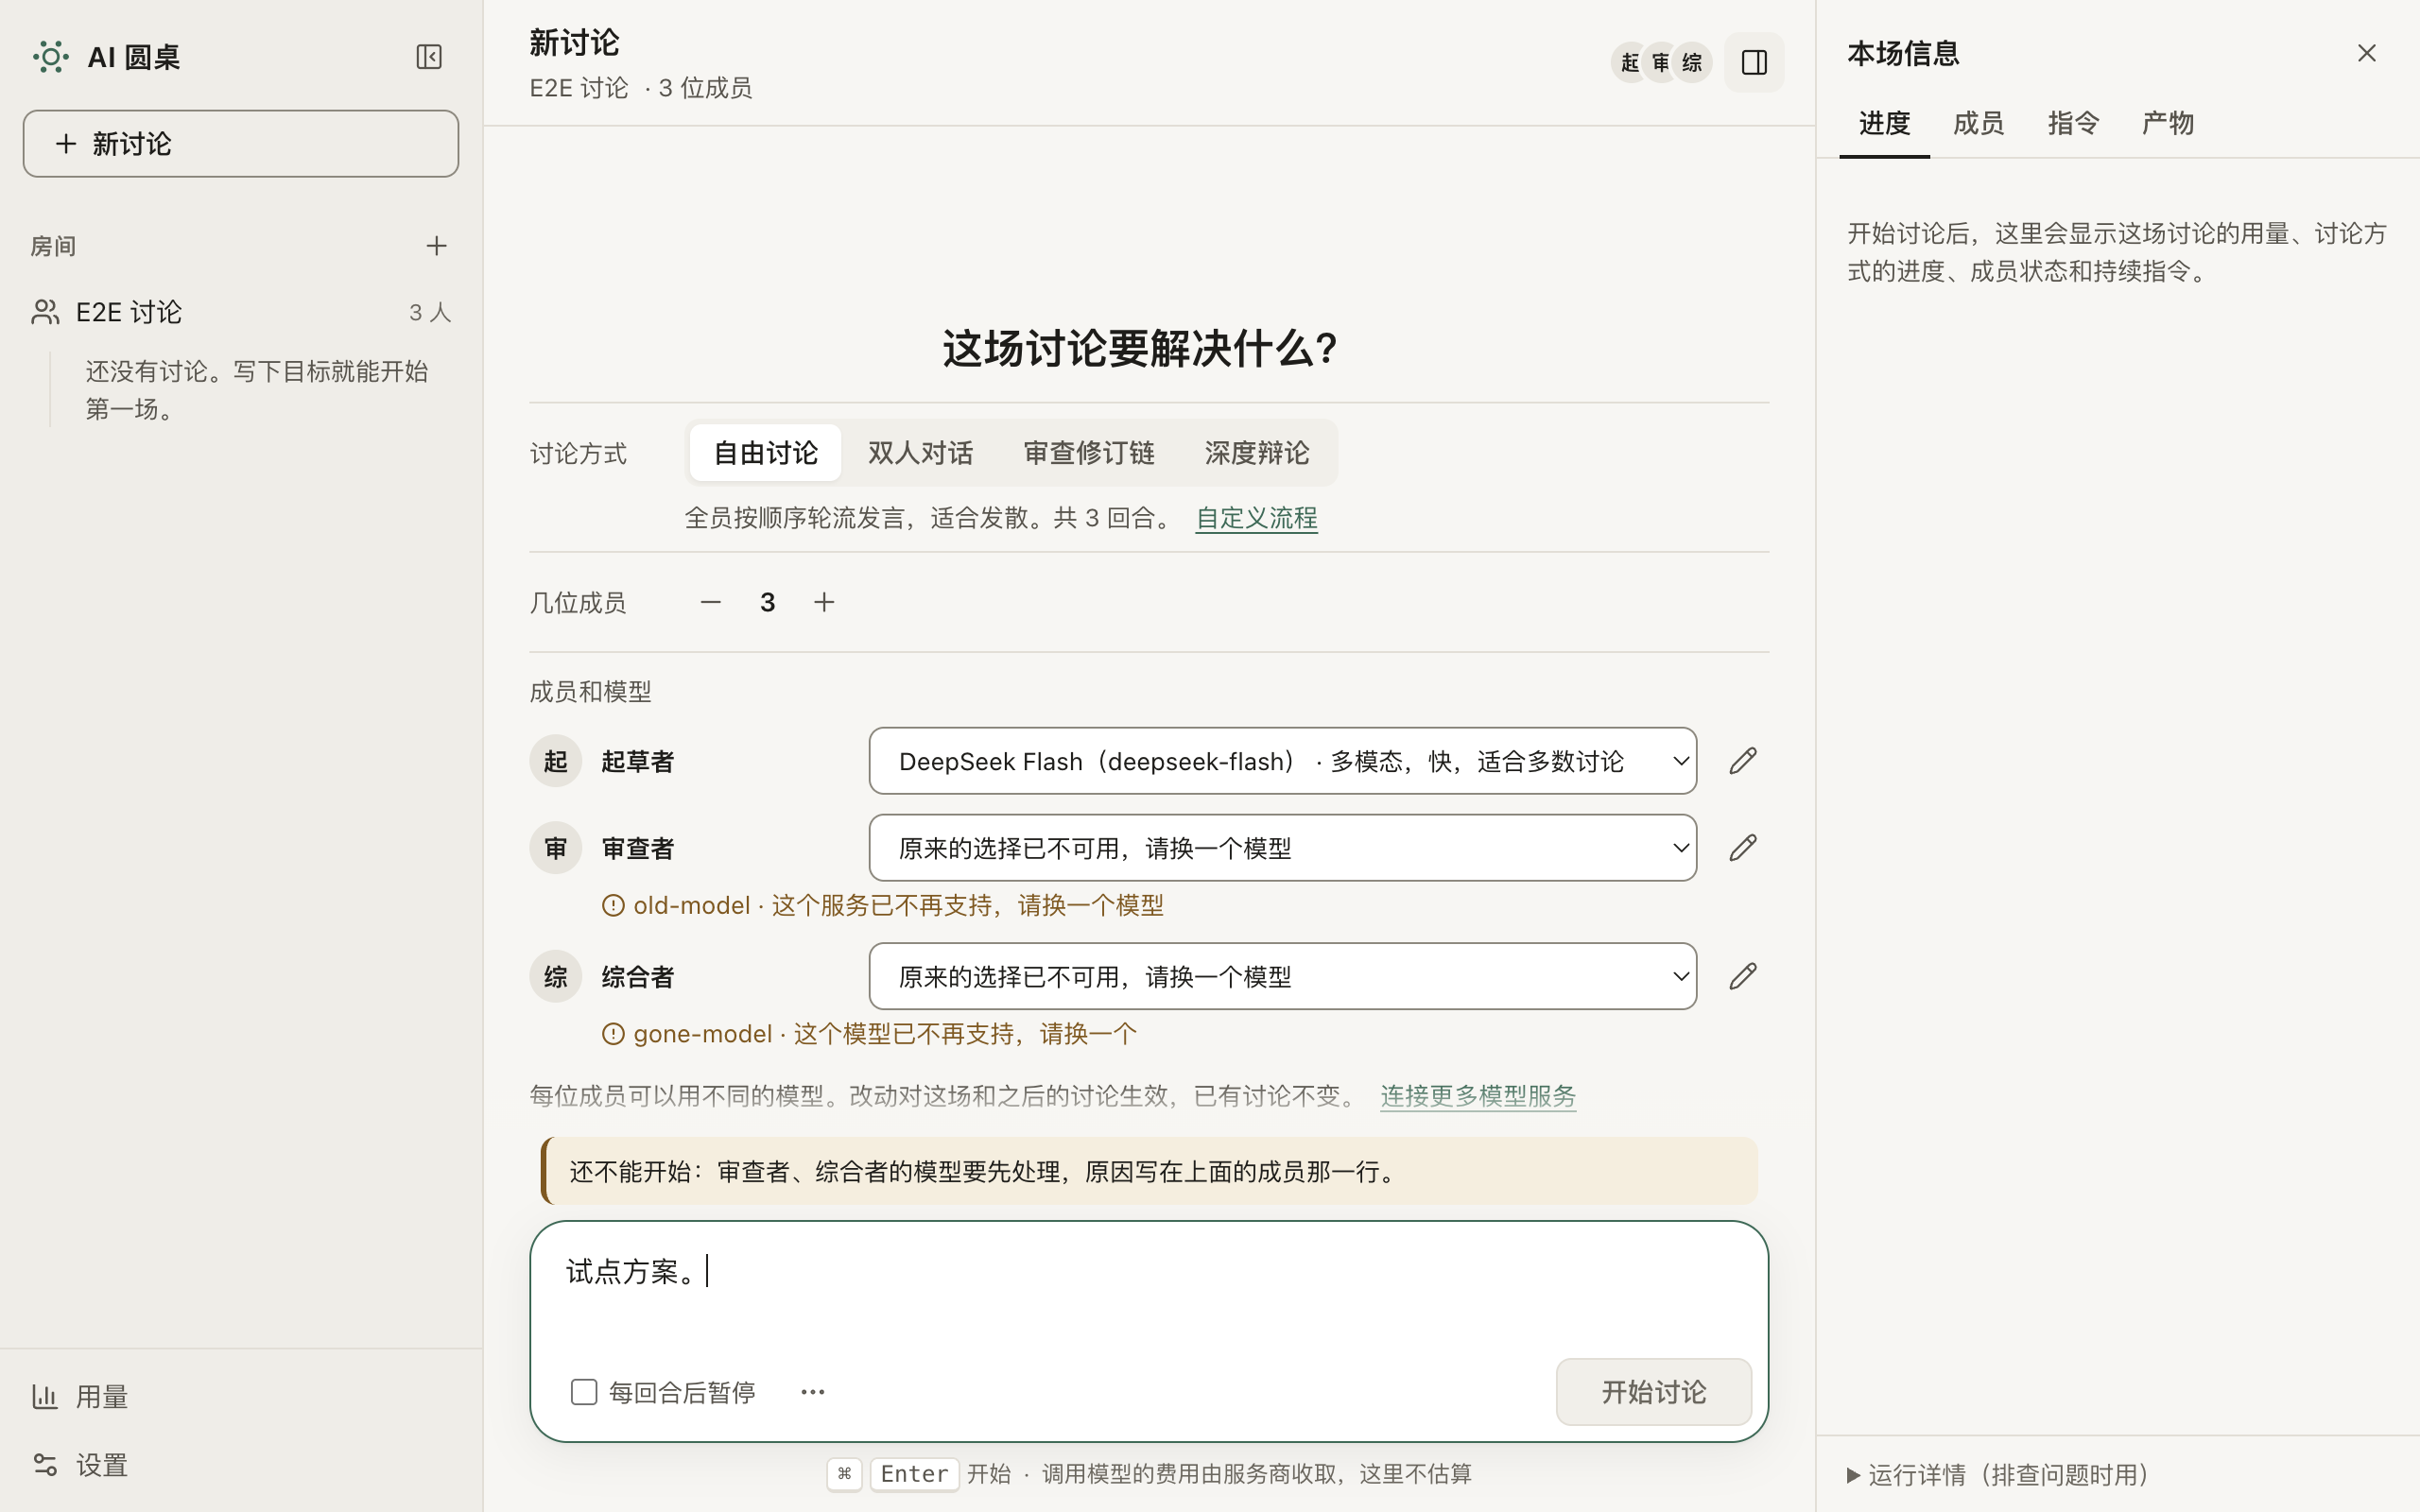 AI 圆桌
新讨论
房间
E2E 讨论
3 人
还没有讨论。写下目标就能开始
第一场。
用量
设置
新讨论
E2E 讨论 · 3 位成员
起 审 综
这场讨论要解决什么？
讨论方式
自由讨论 双人对话 审查修订链 深度辩论
全员按顺序轮流发言，适合发散。共 3 回合。 自定义流程
几位成员
3
成员和模型
起 起草者 DeepSeek Flash（deepseek-flash） · 多模态，快，适合多数讨论
审 审查者 原来的选择已不可用，请换一个模型
old-model · 这个服务已不再支持，请换一个模型
综 综合者 原来的选择已不可用，请换一个模型
gone-model · 这个模型已不再支持，请换一个
每位成员可以用不同的模型。改动对这场和之后的讨论生效，已有讨论不变。 连接更多模型服务
还不能开始：审查者、综合者的模型要先处理，原因写在上面的成员那一行。
试点方案。
每回合后暂停 ···
开始讨论
⌘ Enter 开始 · 调用模型的费用由服务商收取，这里不估算
本场信息
进度 成员 指令 产物
开始讨论后，这里会显示这场讨论的用量、讨论方
式的进度、成员状态和持续指令。
运行详情（排查问题时用）